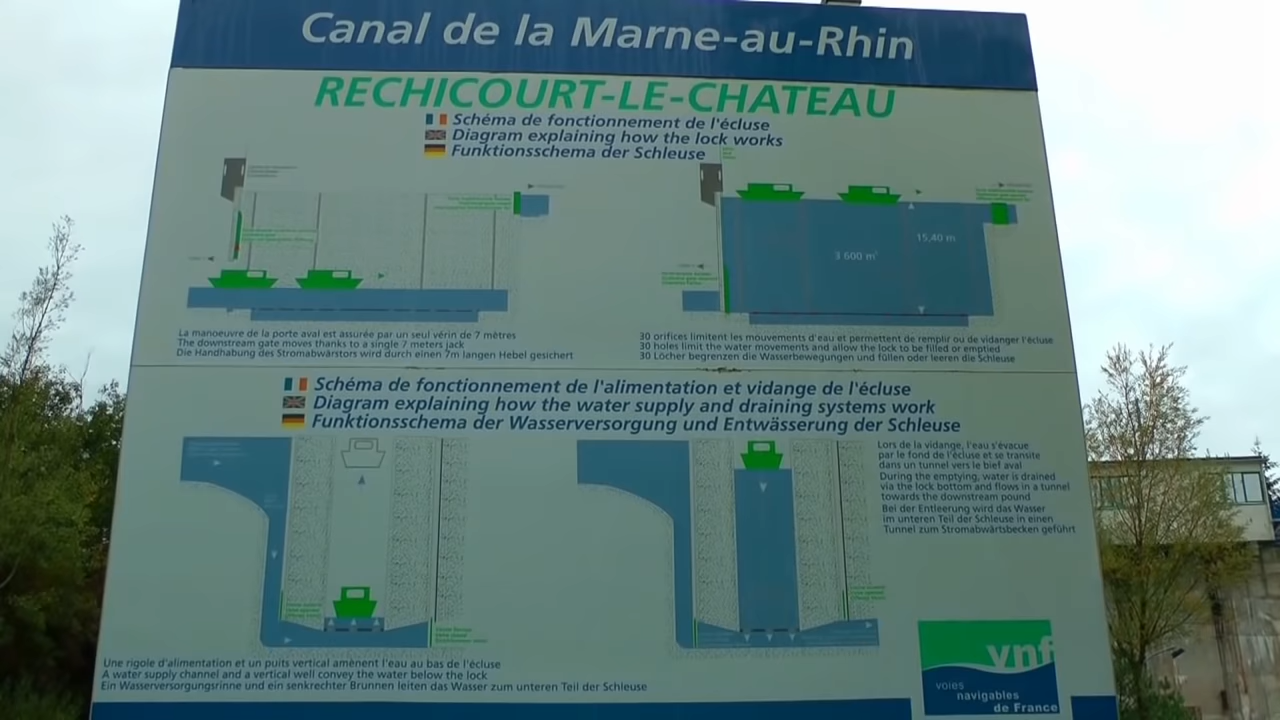 Canal de la Marne-au-Rhin
RECHICOURT-LE-CHATEAU
Schéma de fonctionnement de l'écluse
Diagram explaining how the lock works
Funktionsschema der Schleuse
15,40 m
3 600 m²
La manoeuvre de la porte aval est assurée par un seul vérin de 7 mètres
The downstream gate moves thanks to a single 7 meters jack
Die Handhabung des Stromabwärstors wird durch einen 7m langen Hebel gesichert
30 orifices limitent les mouvements d'eau et permettent de remplir ou de vidanger l'écluse
30 holes limit the water movements and allow the lock to be filled or emptied
30 Löcher begrenzen die Wasserbewegungen und füllen oder leeren die Schleuse
Schéma de fonctionnement de l'alimentation et vidange de l'écluse
Diagram explaining how the water supply and draining systems work
Funktionsschema der Wasserversorgung und Entwässerung der Schleuse
Lors de la vidange, l'eau s'évacue
par le fond de l'écluse et se transite
dans un tunnel vers le bief aval
During the emptying, water is drained
via the lock bottom and flows in a tunnel
towards the downstream pound
Bei der Entleerung wird das Wasser
im unteren Teil der Schleuse in einen
Tunnel zum Stromabwärtsbecken geführt
Une rigole d'alimentation et un puits vertical amènent l'eau au bas de l'écluse
A water supply channel and a vertical well convey the water below the lock
Ein Wasserversorgungsrinne und ein senkrechter Brunnen leiten das Wasser zum unteren Teil der Schleuse
vnf
voies
navigables
de France